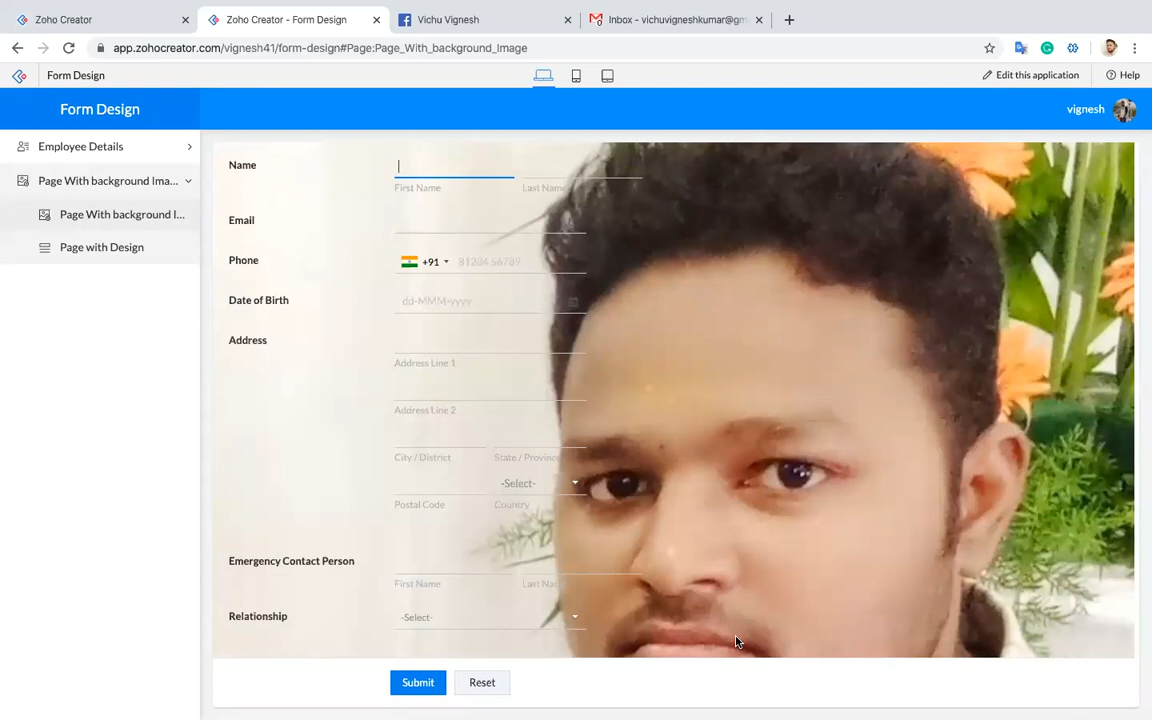 Zoho Creator
Zoho Creator - Form Design
Vichu Vignesh
Inbox - vichuvigneshkumar@gm
app.zohocreator.com/vignesh41/form-design#Page:Page_With_background_Image
Form Design
Edit this application
Help
Form Design
vignesh
Employee Details
Page With background Ima...
Page With background I...
Page with Design
Name
First Name
Last Name
Email
Phone
+91
81234 56789
Date of Birth
dd-MMM-yyyy
Address
Address Line 1
Address Line 2
City / District
State / Province
-Select-
Postal Code
Country
Emergency Contact Person
First Name
Last Name
Relationship
-Select-
Submit
Reset